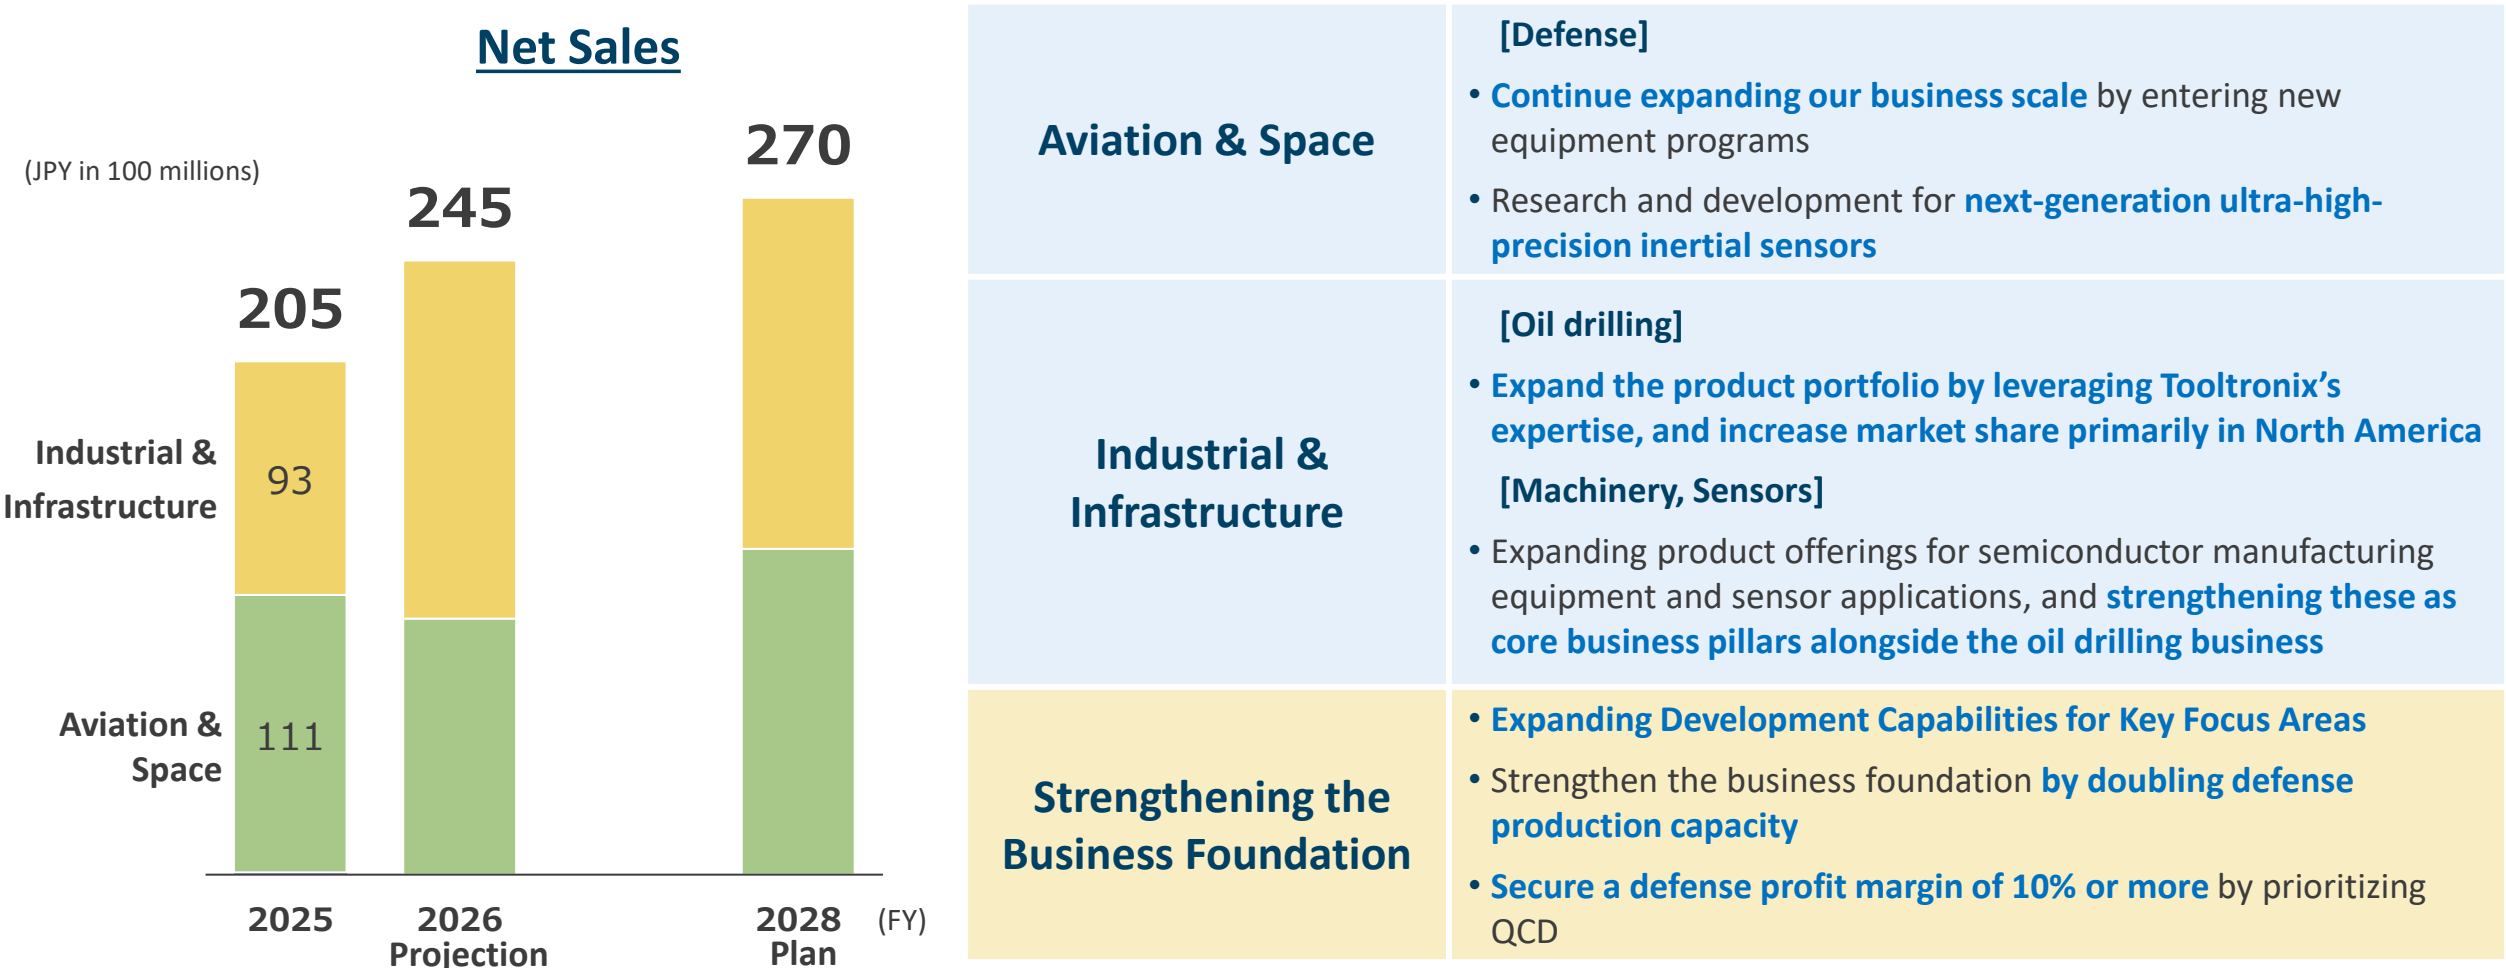 Net Sales
(JPY in 100 millions)
205
245
270
Industrial &
Infrastructure
93
Aviation &
Space
111
2025
2026
Projection
2028
Plan
(FY)
Aviation & Space
[Defense]
• Continue expanding our business scale by entering new
equipment programs
• Research and development for next-generation ultra-high-
precision inertial sensors
Industrial &
Infrastructure
[Oil drilling]
• Expand the product portfolio by leveraging Tooltronix’s
expertise, and increase market share primarily in North America
[Machinery, Sensors]
• Expanding product offerings for semiconductor manufacturing
equipment and sensor applications, and strengthening these as
core business pillars alongside the oil drilling business
Strengthening the
Business Foundation
• Expanding Development Capabilities for Key Focus Areas
• Strengthen the business foundation by doubling defense
production capacity
• Secure a defense profit margin of 10% or more by prioritizing
QCD